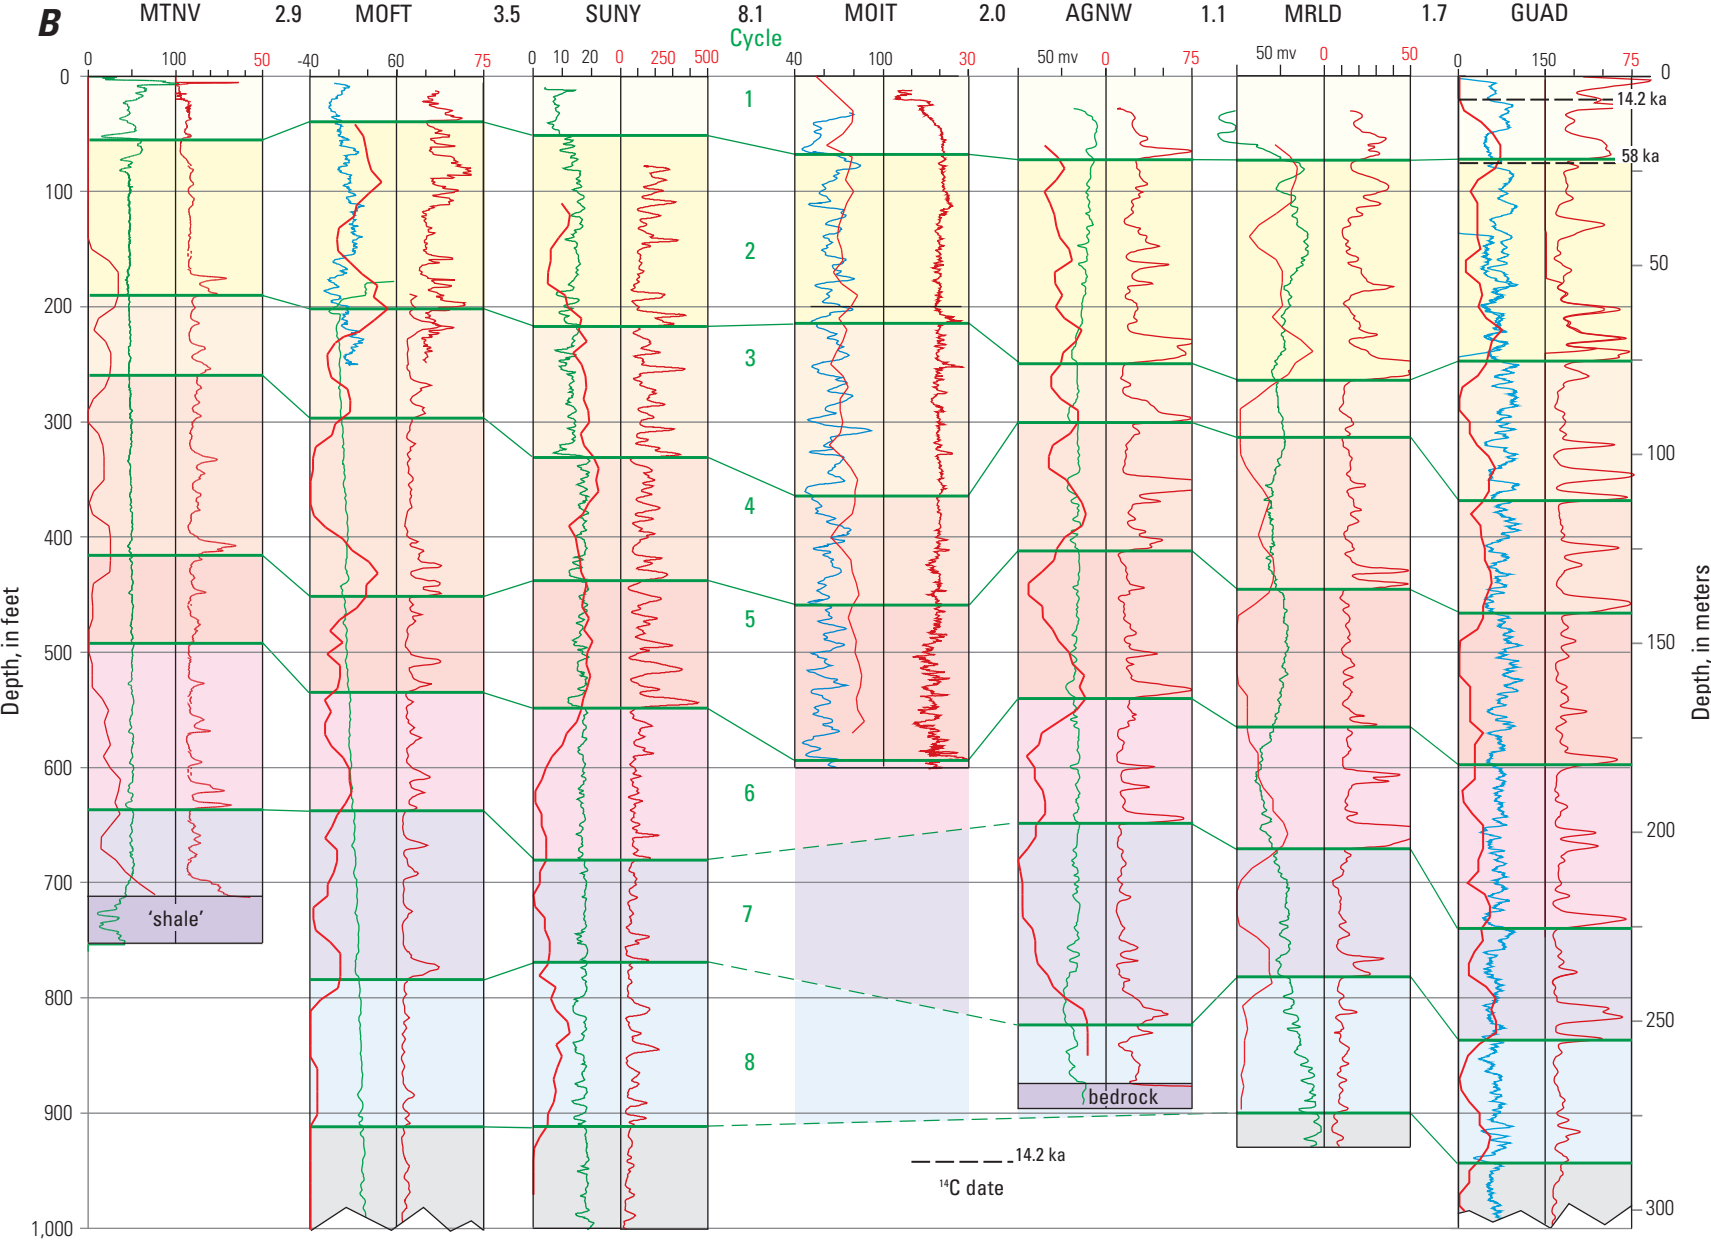 B MTNV 2.9 MOFT 3.5 SUNY 8.1 MOIT 2.0 AGNW 1.1 MRLD 1.7 GUAD
Cycle
0 100 50 40 60 75 0 10 20 0 250 500 40 100 30 50 mv 0 75 50 mv 0 50 0 150 75
0 0
1
14.2 ka
58 ka
100
2
50
200
3
300
100
4
400
Depth, in feet
Depth, in meters
5
500
150
600
6
200
700
'shale'
7
800
250
8
bedrock
900
14.2 ka
14C date
300
1,000